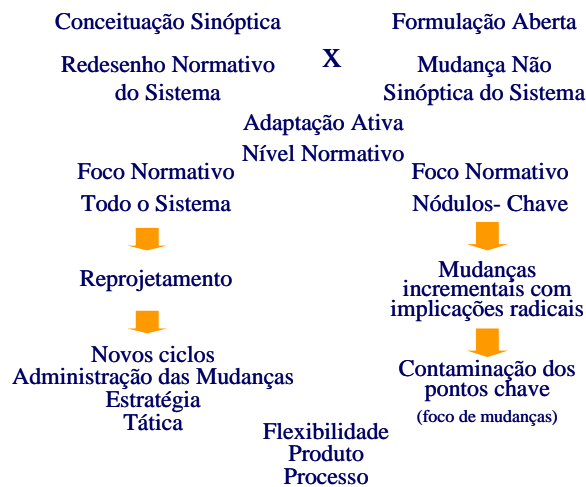 Conceituação Sinóptica
Formulação Aberta
X
Redesenho Normativo
do Sistema
Mudança Não
Sinóptica do Sistema
Adaptação Ativa
Nível Normativo
Foco Normativo
Todo o Sistema
Foco Normativo
Nódulos- Chave
Reprojetamento
Mudanças
incrementais com
implicações radicais
Novos ciclos
Administração das Mudanças
Estratégia
Tática
Contaminação dos
pontos chave
(foco de mudanças)
Flexibilidade
Produto
Processo